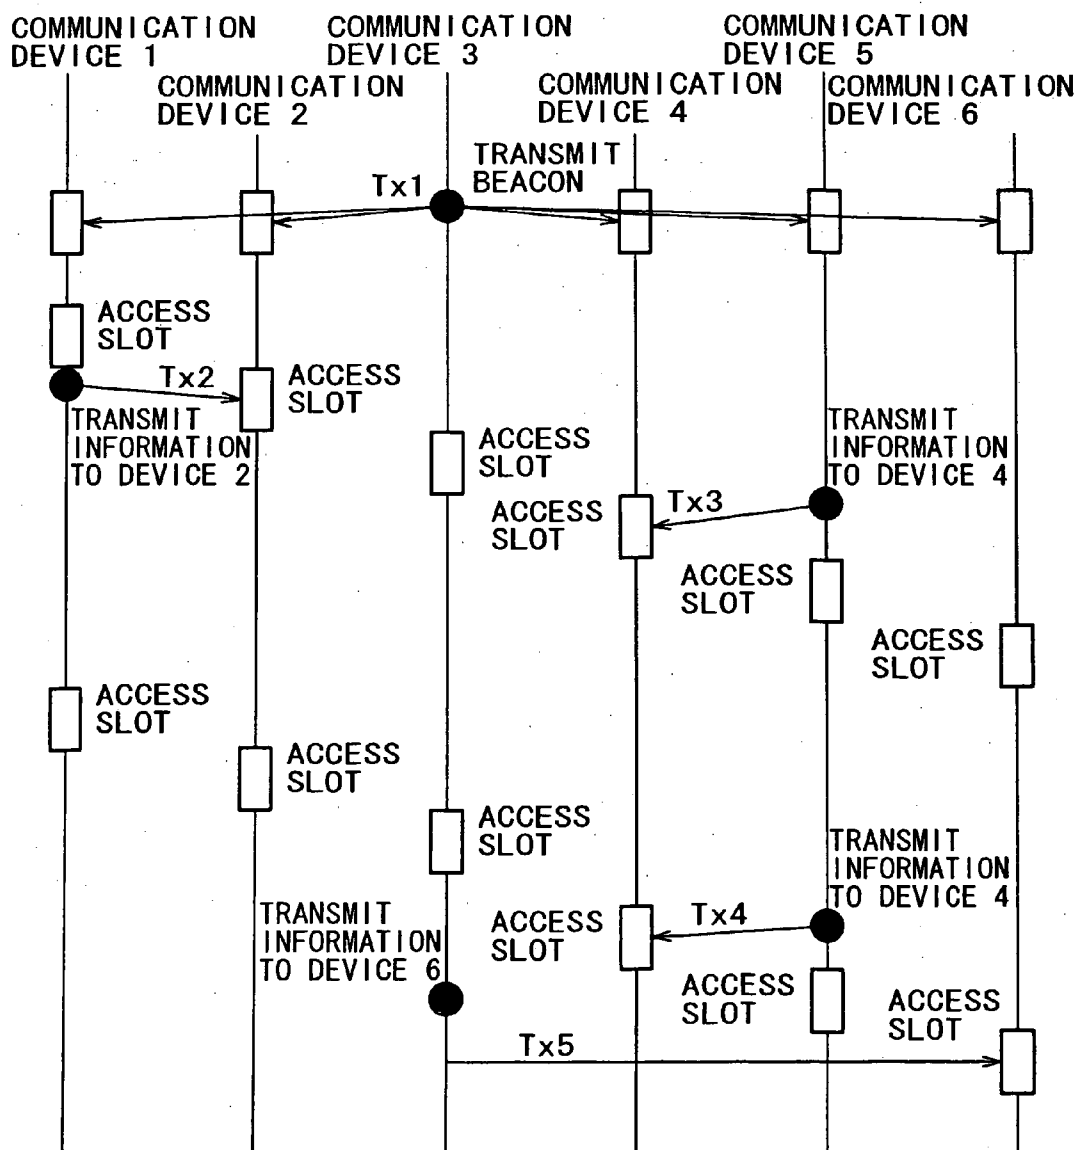 COMMUNICATION
DEVICE 1
COMMUNICATION
DEVICE 3
COMMUNICATION
DEVICE 5
COMMUNICATION
DEVICE 2
COMMUNICATION
DEVICE 4
COMMUNICATION
DEVICE 6
Tx1
TRANSMIT
BEACON
ACCESS
SLOT
Tx2
ACCESS
SLOT
TRANSMIT
INFORMATION
TO DEVICE 2
ACCESS
SLOT
TRANSMIT
INFORMATION
TO DEVICE 4
ACCESS
SLOT
Tx3
ACCESS
SLOT
ACCESS
SLOT
ACCESS
SLOT
ACCESS
SLOT
ACCESS
SLOT
TRANSMIT
INFORMATION
TO DEVICE 4
TRANSMIT
INFORMATION
TO DEVICE 6
ACCESS
SLOT
Tx4
ACCESS
SLOT
ACCESS
SLOT
Tx5